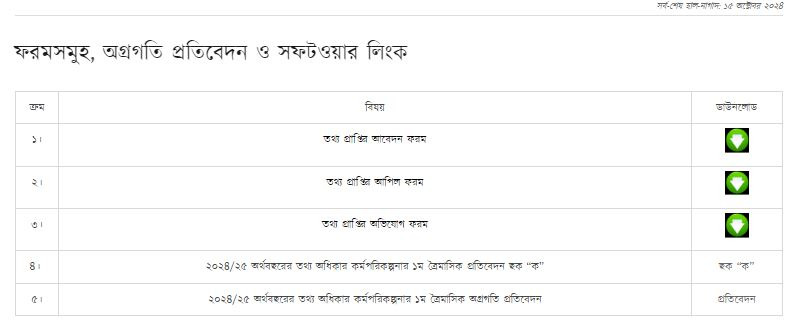 সর্ব-শেষ হাল-নাগাদ: ১৫ অক্টোবর ২০২৪
ফরমসমুহ, অগ্রগতি প্রতিবেদন ও সফটওয়ার লিংক
ক্রম বিষয় ডাউনলোড
১। তথ্য প্রাপ্তির আবেদন ফরম
২। তথ্য প্রাপ্তির আপিল ফরম
৩। তথ্য প্রাপ্তির অভিযোগ ফরম
৪। ২০২৪/২৫ অর্থবছরের তথ্য অধিকার কর্মপরিকল্পনার ১ম ত্রৈমাসিক প্রতিবেদন ছক “ক” ছক “ক”
৫। ২০২৪/২৫ অর্থবছরের তথ্য অধিকার কর্মপরিকল্পনার ১ম ত্রৈমাসিক অগ্রগতি প্রতিবেদন প্রতিবেদন